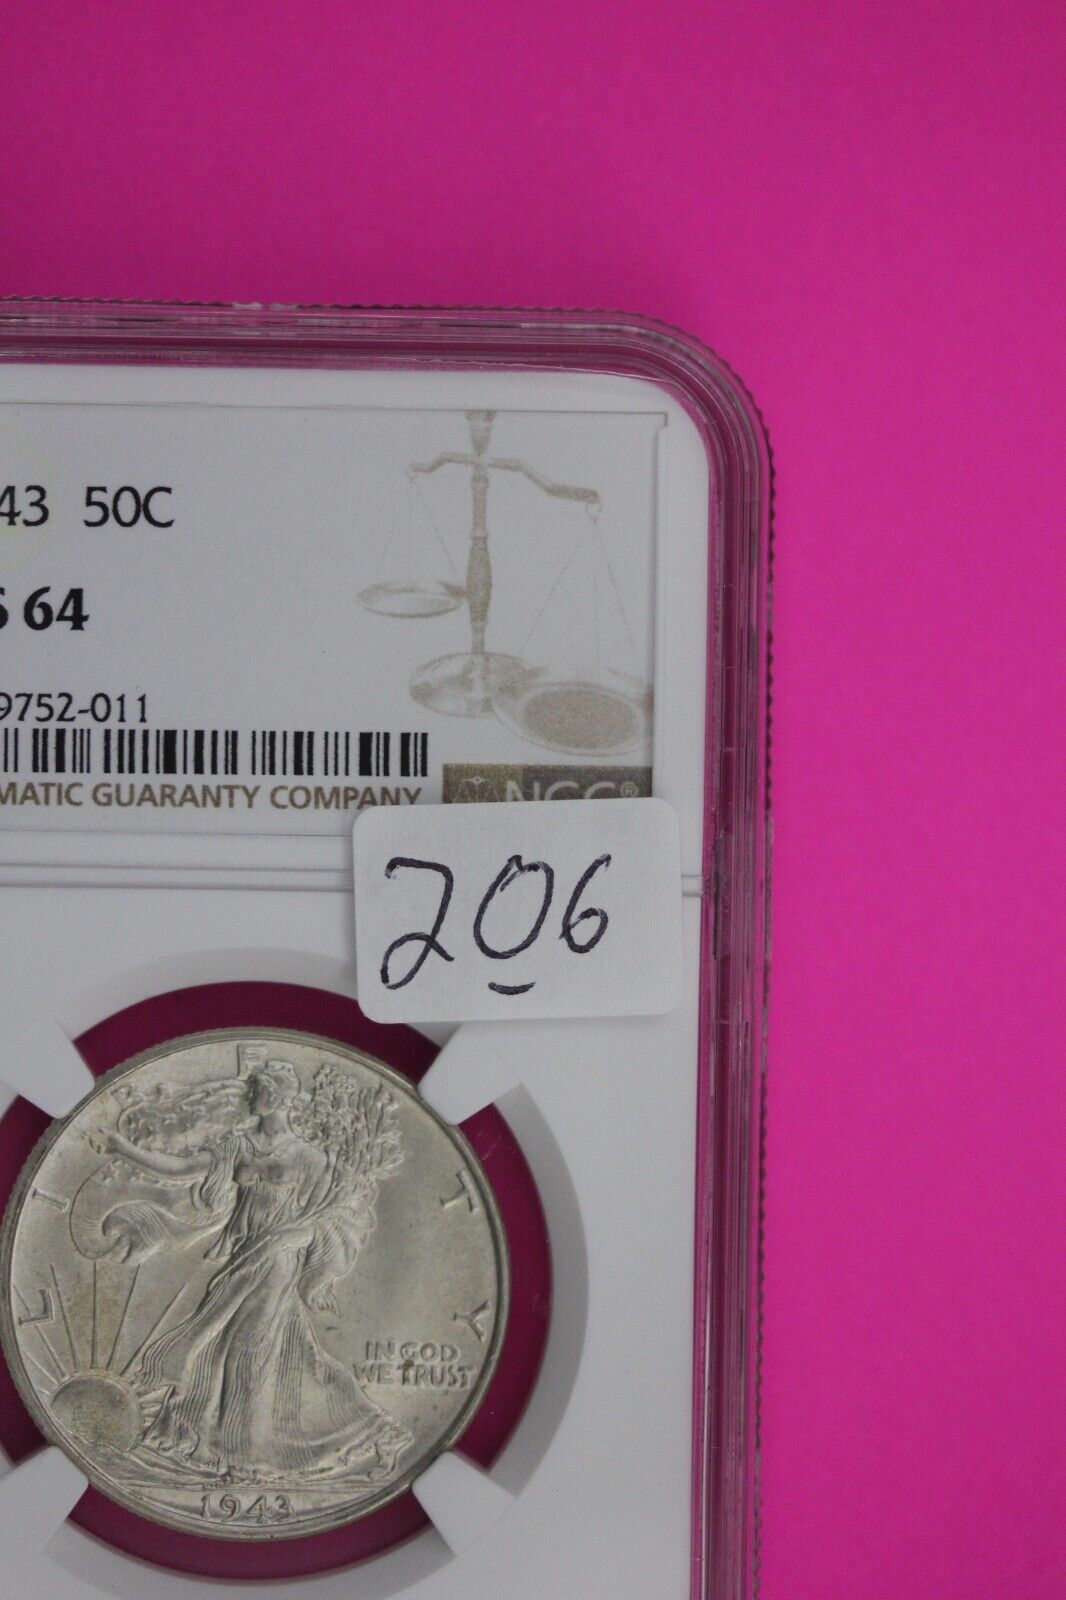 43 50C
64
9752-011
MATIC GUARANTY COMPANY
NGC®
206
LIBERTY
IN GOD
WE TRUST
1943